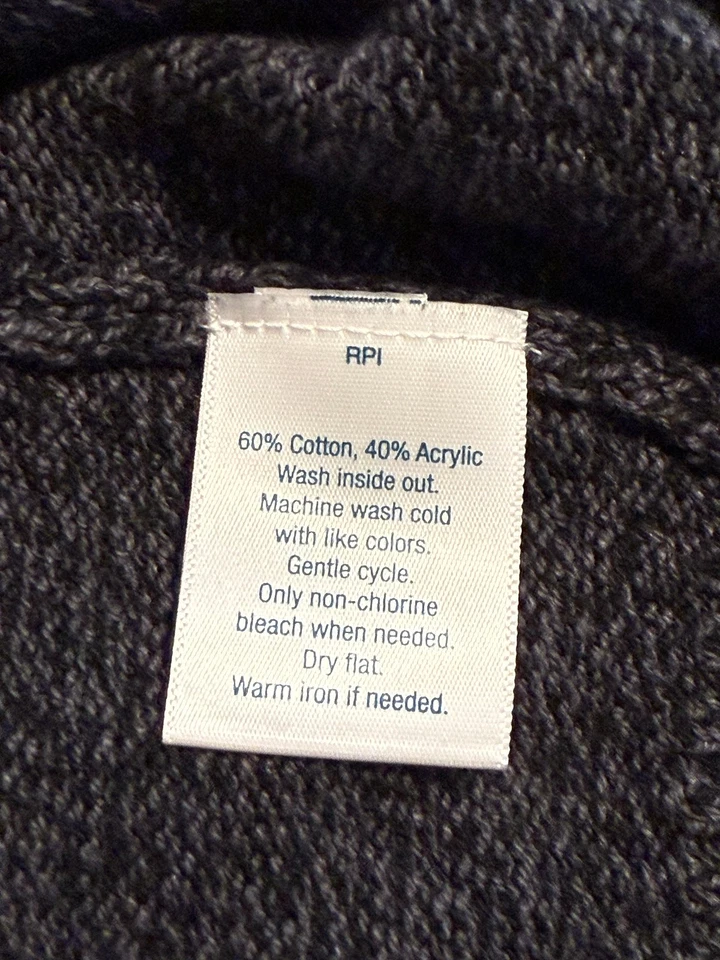 RPI
60% Cotton, 40% Acrylic
Wash inside out.
Machine wash cold
with like colors.
Gentle cycle.
Only non-chlorine
bleach when needed.
Dry flat.
Warm iron if needed.